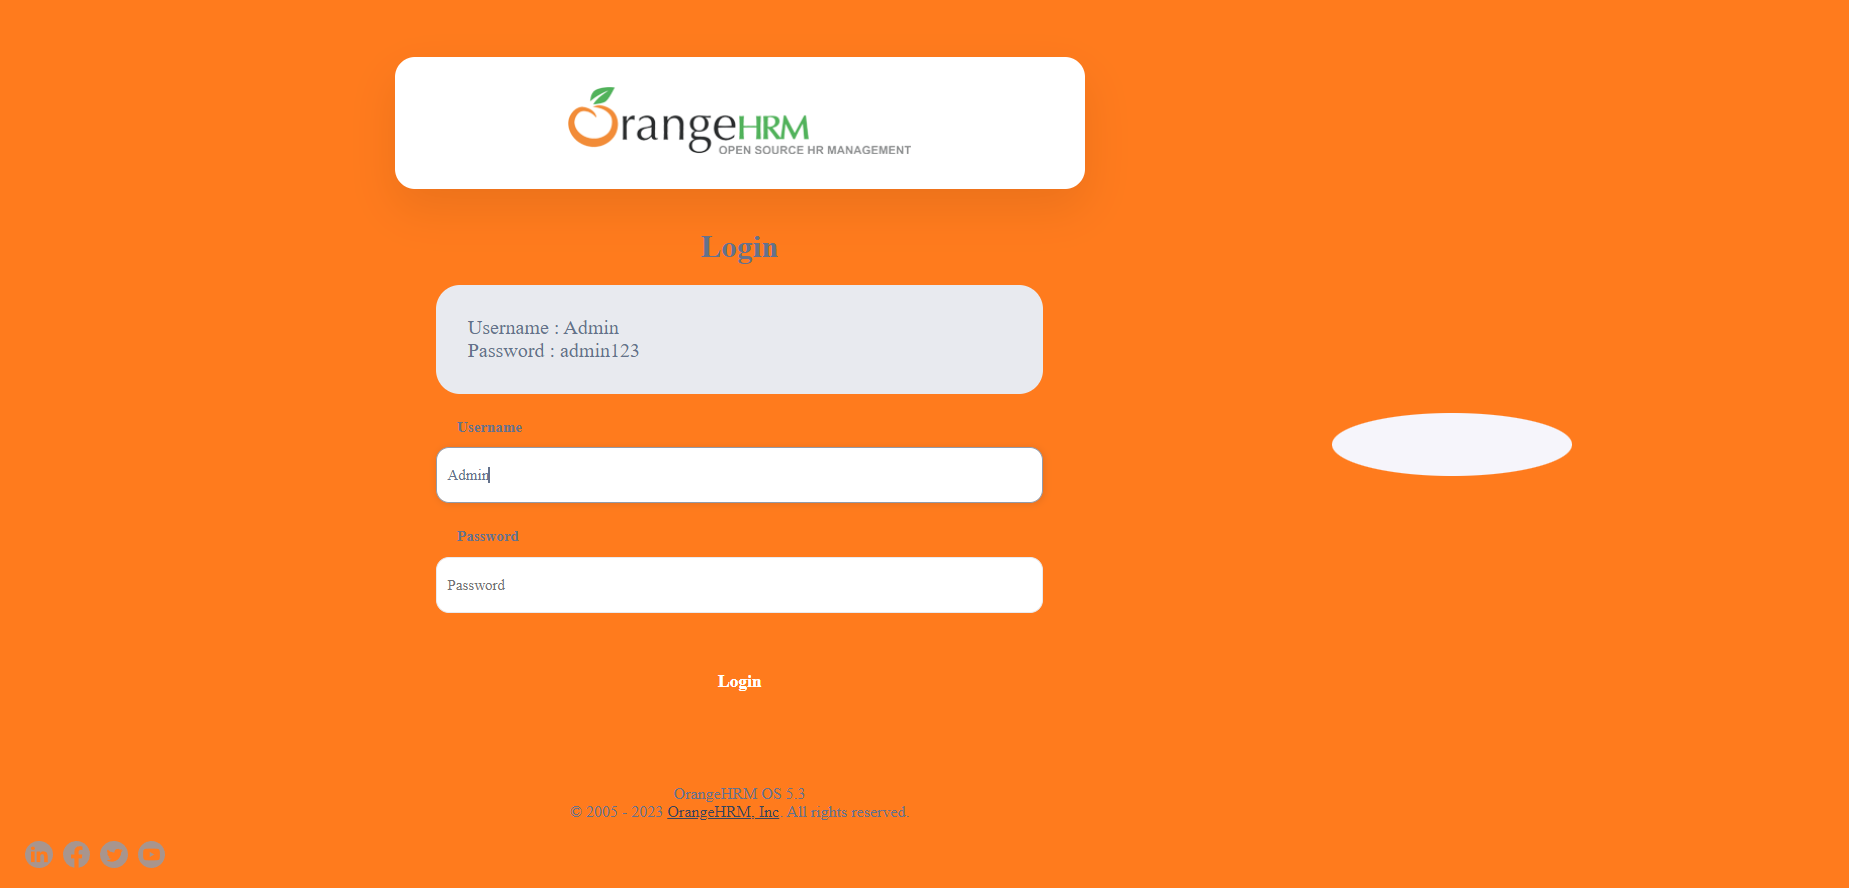 OrangeHRM
OPEN SOURCE HR MANAGEMENT
Login
Username : Admin
Password : admin123
Username
Admin
Password
Password
Login
OrangeHRM OS 5.3
© 2005 - 2023 OrangeHRM, Inc. All rights reserved.